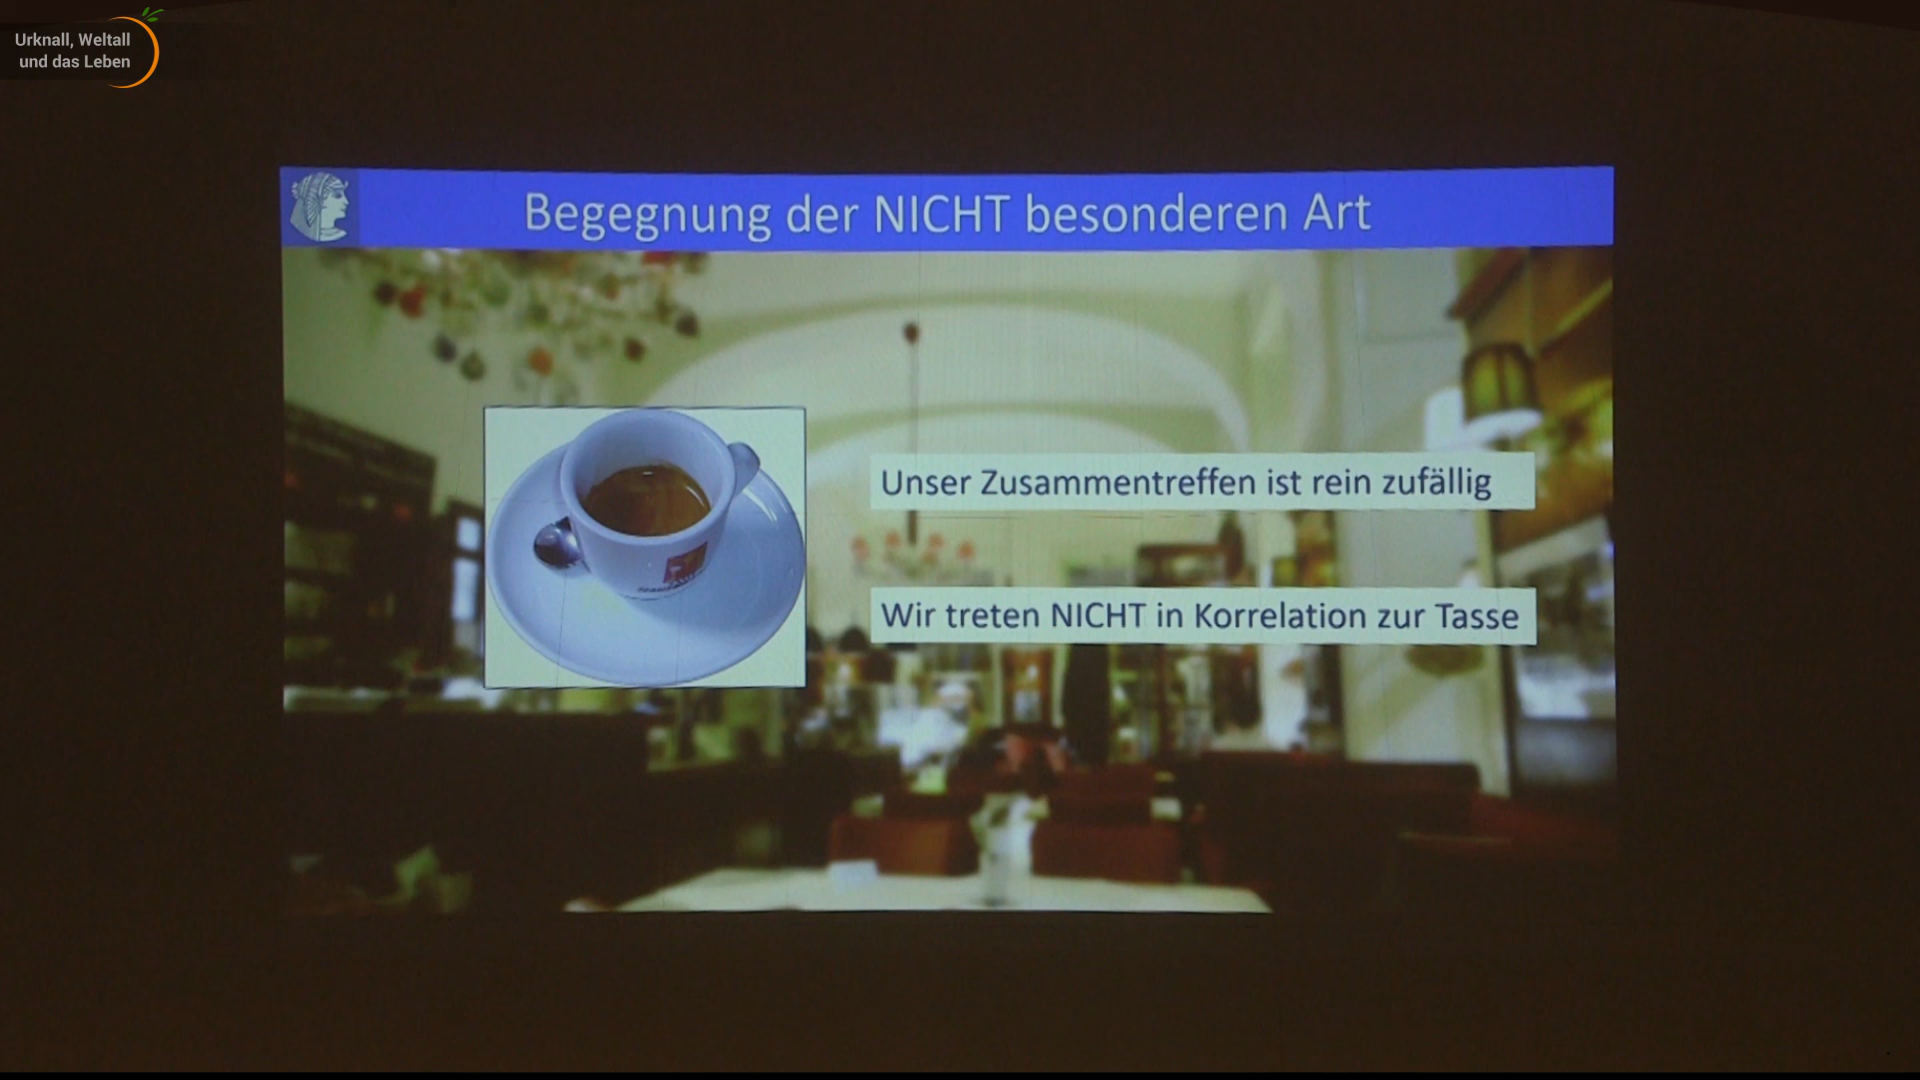 Urknall, Weltall
und das Leben
Begegnung der NICHT besonderen Art
Unser Zusammentreffen ist rein zufällig
Wir treten NICHT in Korrelation zur Tasse